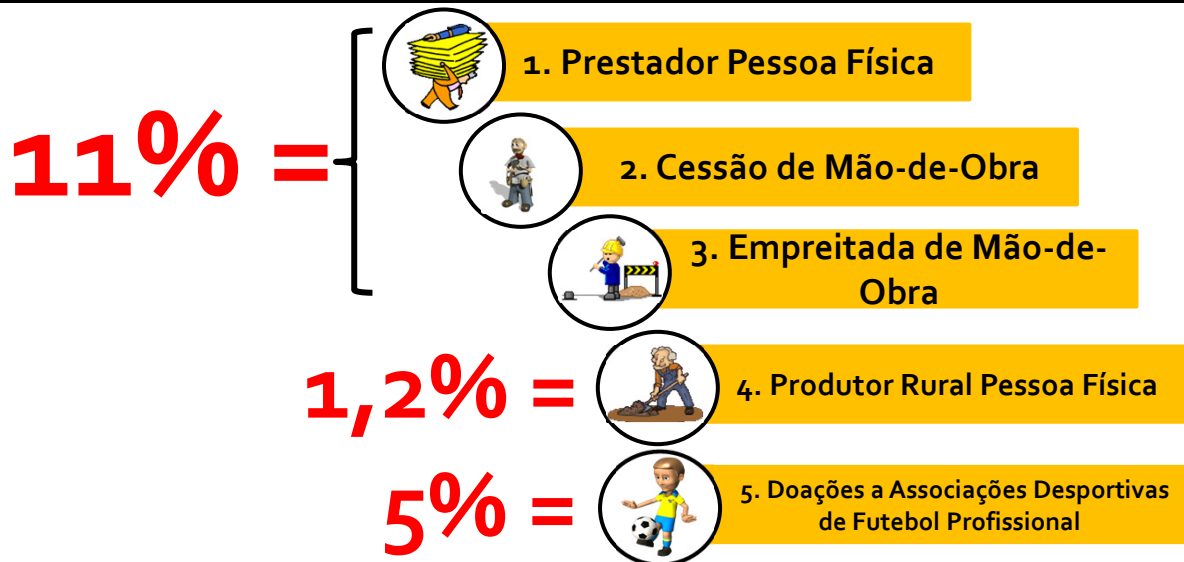 11% =
1. Prestador Pessoa Física
2. Cessão de Mão-de-Obra
3. Empreitada de Mão-de-
Obra
1,2% =
4. Produtor Rural Pessoa Física
5% =
5. Doações a Associações Desportivas
de Futebol Profissional